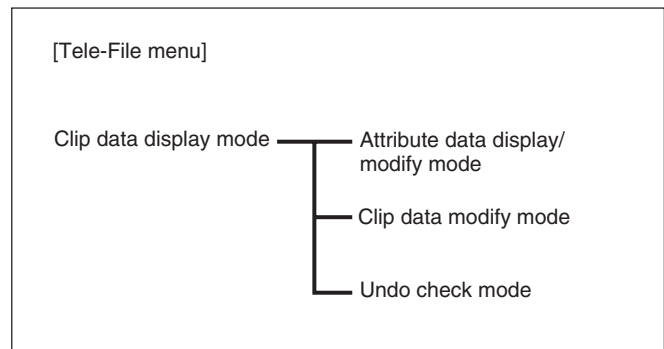 [Tele-File menu]
Clip data display mode
Attribute data display/
modify mode
Clip data modify mode
Undo check mode